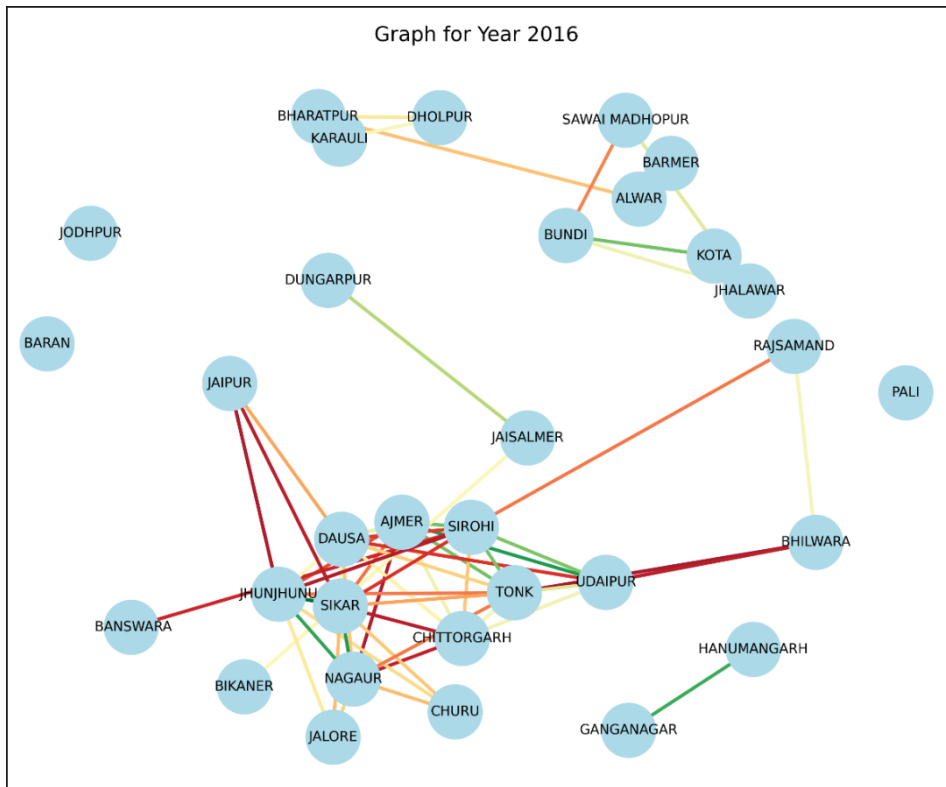 Graph for Year 2016
BHARATPUR
DHOLPUR
SAWAI MADHOPUR
KARAULI
BARMER
ALWAR
JODHPUR
BUNDI
KOTA
DUNGARPUR
JHALAWAR
BARAN
RAJSAMAND
JAIPUR
PALI
JAISALMER
AJMER
SIROHI
DAUSA
BHILWARA
JHUNJHUNU
SIKAR
TONK
UDAIPUR
BANSWARA
CHITTORGARH
HANUMANGARH
BIKANER
NAGAUR
CHURU
GANGANAGAR
JALORE